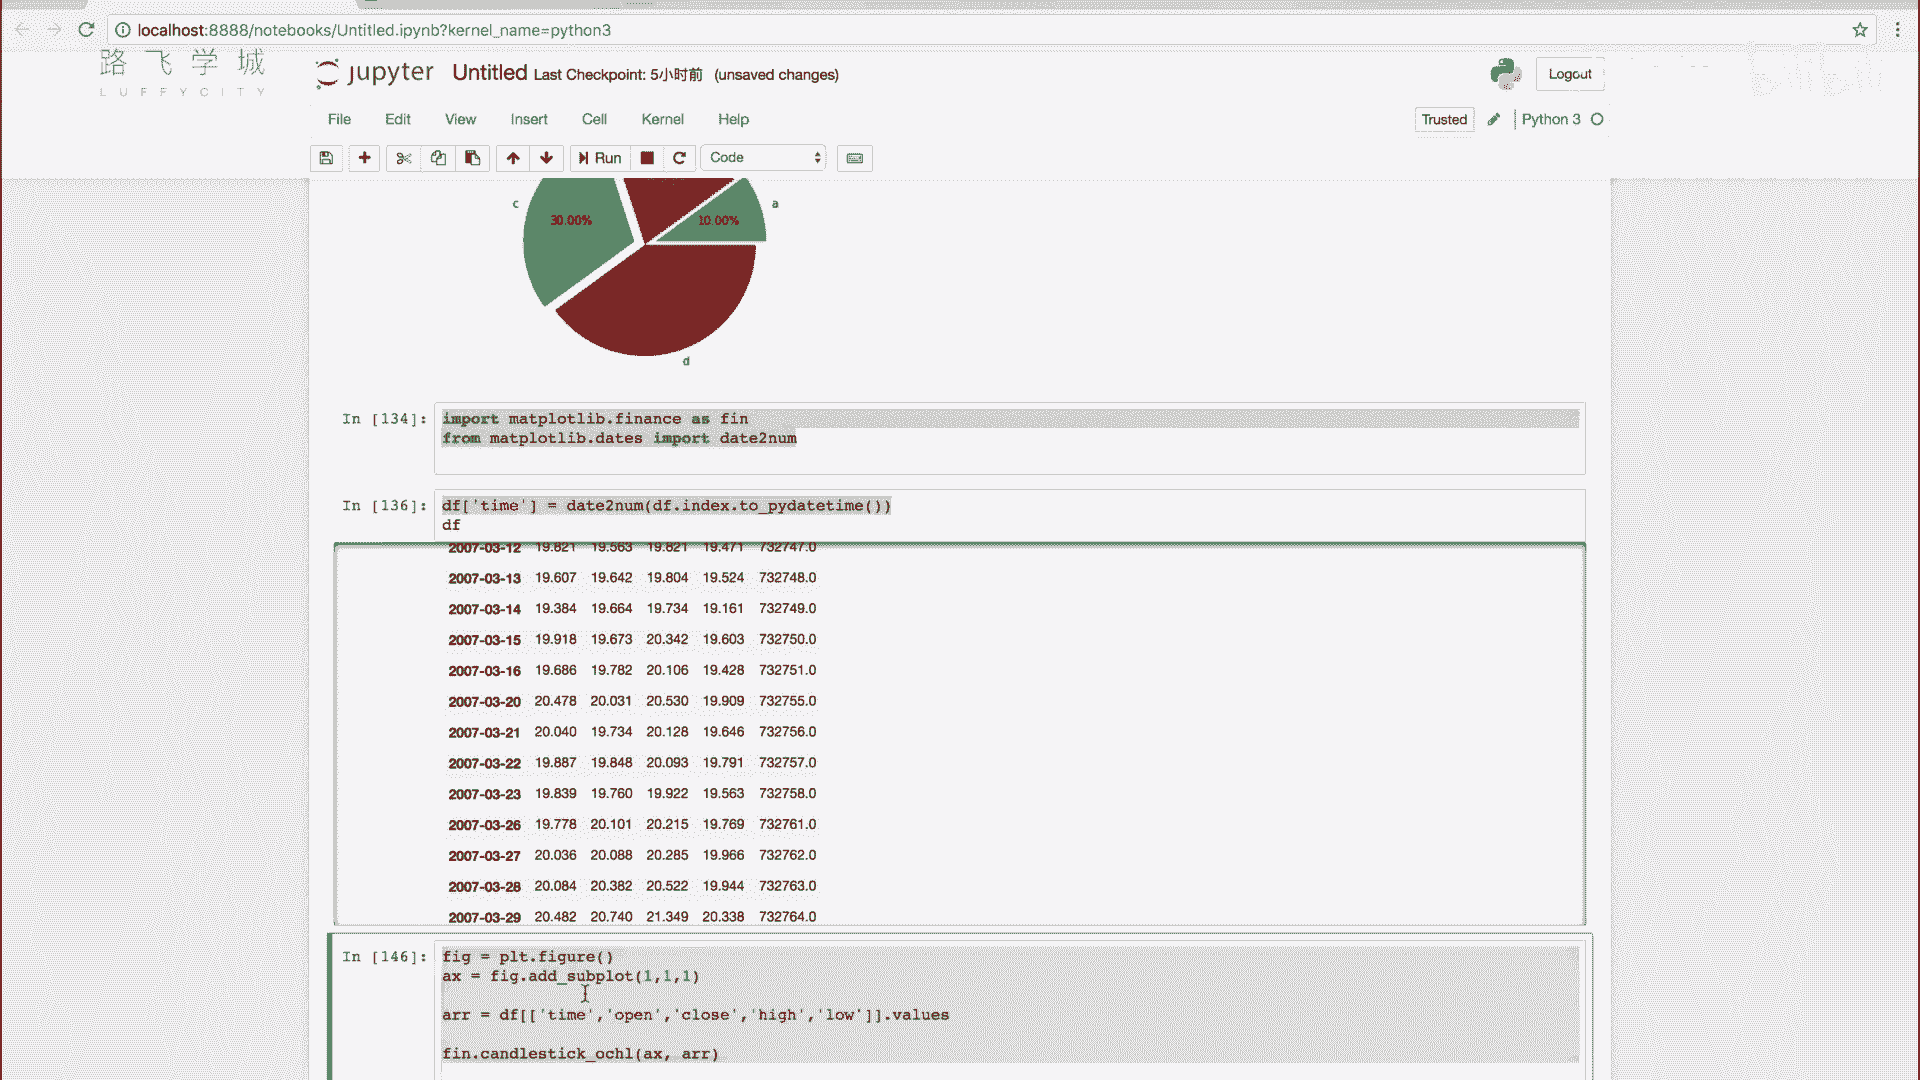 localhost:8888/notebooks/Untitled.ipynb?kernel_name=python3
路飞学城
LUFFYCITY
jupyter Untitled Last Checkpoint: 5小时前 (unsaved changes)
Logout
File Edit View Insert Cell Kernel Help
Trusted Python 3
Run Code
c 30.00% 10.00% a
d
In [134]: import matplotlib.finance as fin
from matplotlib.dates import date2num
In [136]: df['time'] = date2num(df.index.to_pydatetime())
df
2007-03-12 19.821 19.563 19.821 19.471 732747.0
2007-03-13 19.607 19.642 19.804 19.524 732748.0
2007-03-14 19.384 19.664 19.734 19.161 732749.0
2007-03-15 19.918 19.673 20.342 19.603 732750.0
2007-03-16 19.686 19.782 20.106 19.428 732751.0
2007-03-20 20.478 20.031 20.530 19.909 732755.0
2007-03-21 20.040 19.734 20.128 19.646 732756.0
2007-03-22 19.887 19.848 20.093 19.791 732757.0
2007-03-23 19.839 19.760 19.922 19.563 732758.0
2007-03-26 19.778 20.101 20.215 19.769 732761.0
2007-03-27 20.036 20.088 20.285 19.966 732762.0
2007-03-28 20.084 20.382 20.522 19.944 732763.0
2007-03-29 20.482 20.740 21.349 20.338 732764.0
In [146]: fig = plt.figure()
ax = fig.add_subplot(1,1,1)
arr = df[['time','open','close','high','low']].values
fin.candlestick_ochl(ax, arr)